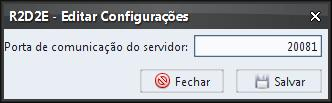 R2D2E - Editar Configurações
Porta de comunicação do servidor: 20081
Fechar Salvar